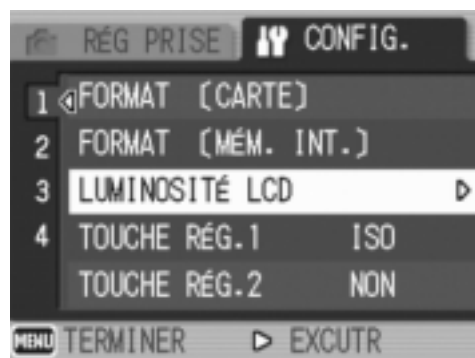 RÉG PRISE CONFIG.
1 FORMAT [CARTE]
2 FORMAT [MÉM. INT.]
3 LUMINOSITÉ LCD
4 TOUCHE RÉG.1 ISO
TOUCHE RÉG.2 NON
MENU TERMINER EXCUTR